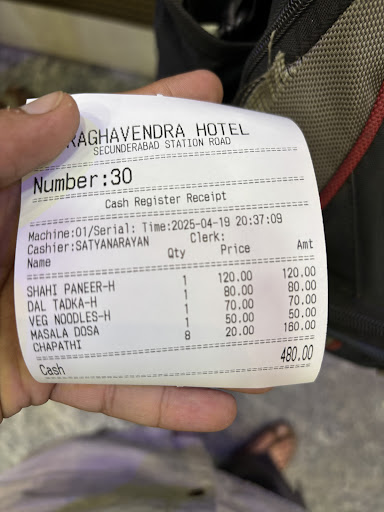 RAGHAVENDRA HOTEL
SECUNDERABAD STATION ROAD
Number:30
Cash Register Receipt
Machine:01/Serial: Time:2025-04-19 20:37:09
Cashier:SATYANARAYAN Clerk:
Name Qty Price Amt
SHAHI PANEER-H 1 120.00 120.00
DAL TADKA-H 1 80.00 80.00
VEG NOODLES-H 1 70.00 70.00
MASALA DOSA 1 50.00 50.00
CHAPATHI 8 20.00 160.00
Cash 480.00